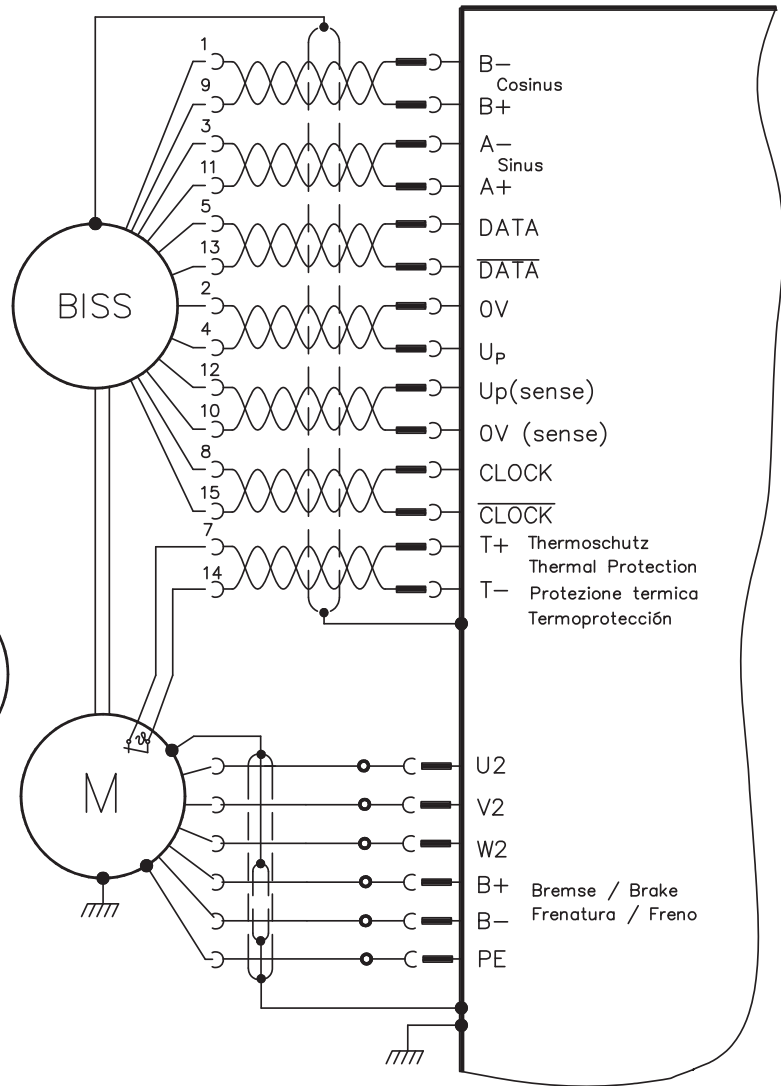 1 B-
Cosinus
9 B+
3 A-
Sinus
11 A+
5 DATA
13 DATA
BISS
2 0V
4 UP
12 Up(sense)
10 0V (sense)
8 CLOCK
15 CLOCK
7 T+ Thermoschutz
Thermal Protection
14 T- Protezione termica
Termoprotección
ϑ
M
U2
V2
W2
B+ Bremse / Brake
B- Frenatura / Freno
PE